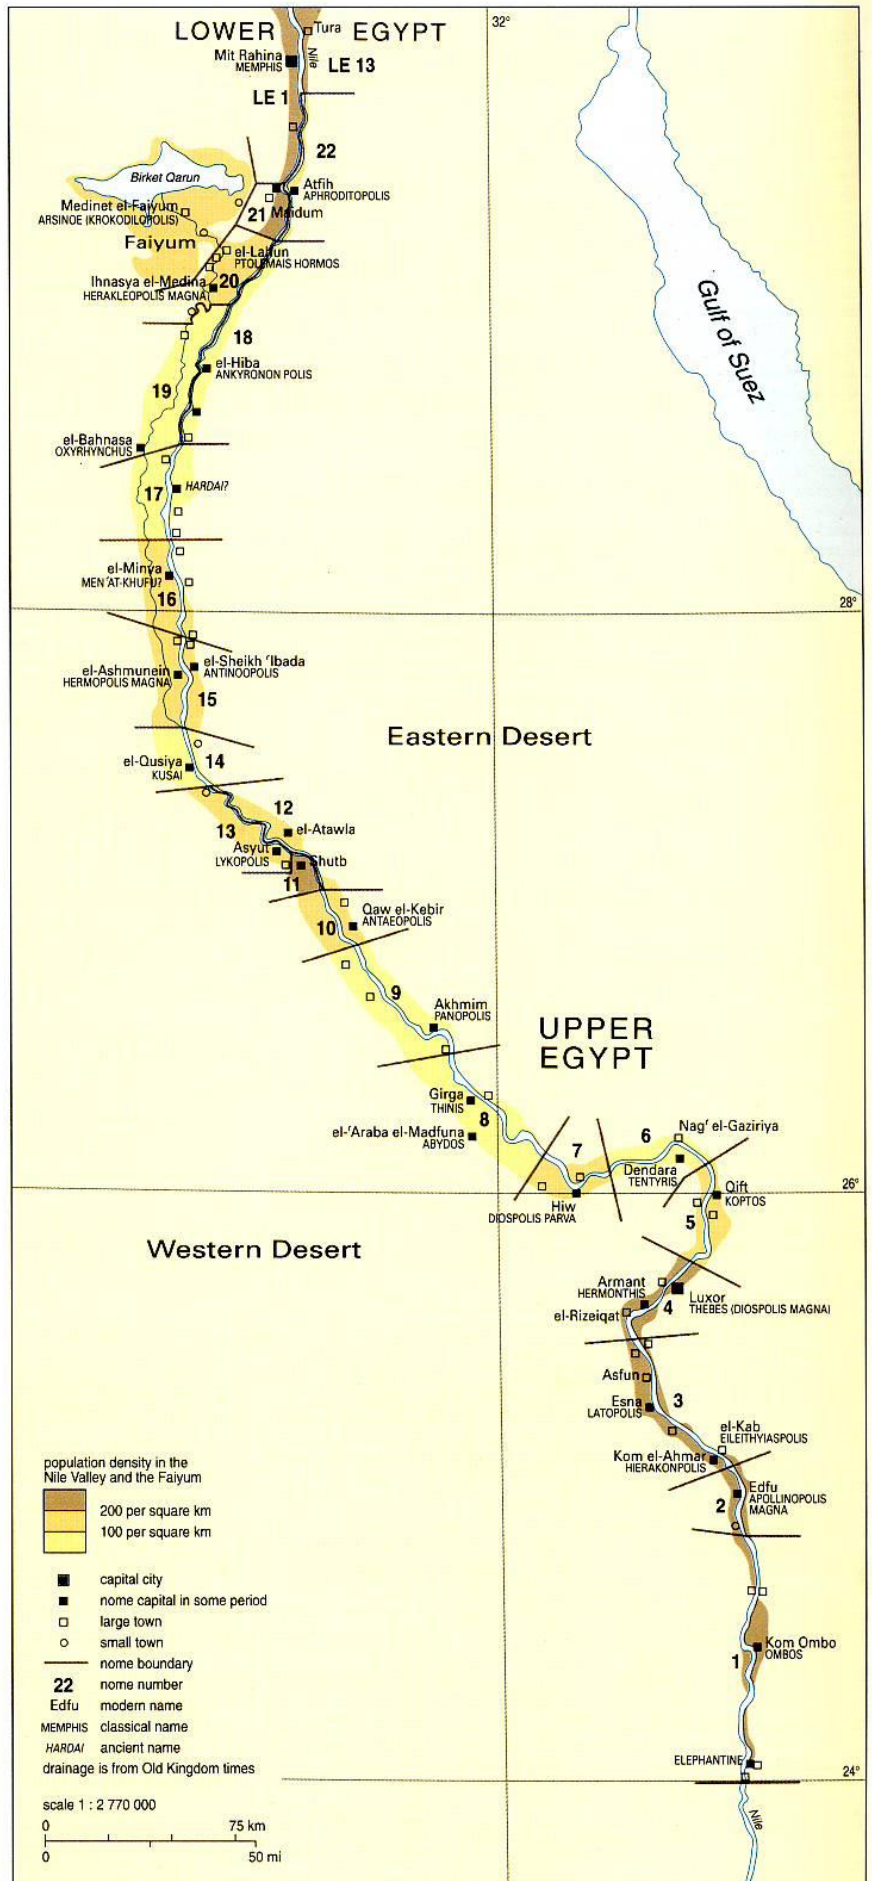 LOWER EGYPT
32°
Tura
Mit Rahina
MEMPHIS
Nile
LE 13
LE 1
22
Birket Qarun
Atfih
APHRODITOPOLIS
Medinet el-Faiyum
ARSINOE (KROKODILOPOLIS)
21
Maidum
Faiyum
el-Lahun
PTOLEMAIS HORMOS
Ihnasya el-Medina
HERAKLEOPOLIS MAGNA
20
Gulf of Suez
18
el-Hiba
ANKYRONON POLIS
19
el-Bahnasa
OXYRHYNCHUS
17
HARDAI?
el-Minya
MEN'AT-KHUFU?
16
28°
el-Sheikh 'Ibada
ANTINOOPOLIS
el-Ashmunein
HERMOPOLIS MAGNA
15
Eastern Desert
el-Qusiya
KUSAI
14
12
13
el-Atawla
Asyut
LYKOPOLIS
Shutb
11
Qaw el-Kebir
ANTAEOPOLIS
10
9
Akhmim
PANOPOLIS
UPPER
EGYPT
Girga
THINIS
8
el-'Araba el-Madfuna
ABYDOS
7
6
Nag' el-Gaziriya
Dendara
TENTYRIS
26°
Qift
KOPTOS
Hiw
DIOSPOLIS PARVA
5
Western Desert
Armant
HERMONTHIS
Luxor
THEBES (DIOSPOLIS MAGNA)
4
el-Rizeiqat
Asfun
Esna
LATOPOLIS
3
el-Kab
EILEITHYIASPOLIS
Kom el-Ahmar
HIERAKONPOLIS
Edfu
APOLLINOPOLIS
MAGNA
2
Kom Ombo
OMBOS
1
ELEPHANTINE
24°
Nile
population density in the
Nile Valley and the Faiyum
200 per square km
100 per square km
capital city
nome capital in some period
large town
small town
nome boundary
22 nome number
Edfu modern name
MEMPHIS classical name
HARDAI ancient name
drainage is from Old Kingdom times
scale 1 : 2 770 000
0 75 km
0 50 mi